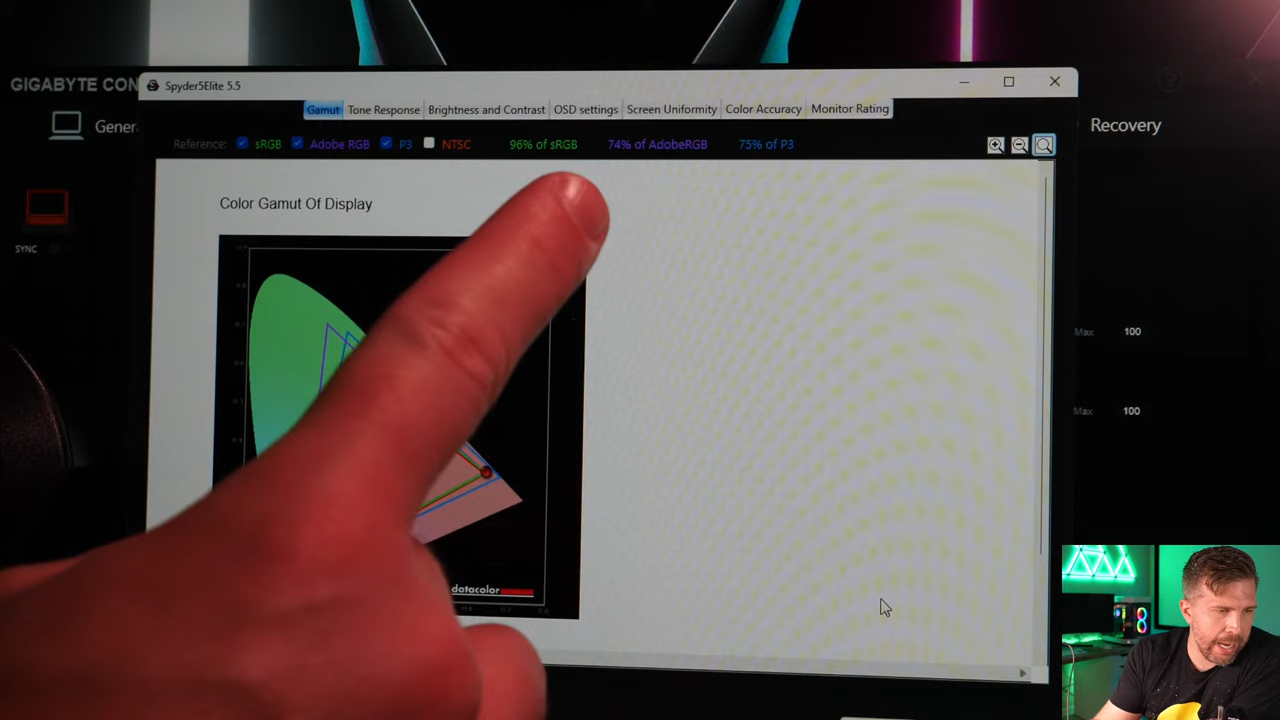 GIGABYTE CON
Spyder5Elite 5.5
Gamut Tone Response Brightness and Contrast OSD settings Screen Uniformity Color Accuracy Monitor Rating
Gener
Recovery
Reference: sRGB Adobe RGB P3 NTSC 96% of sRGB 74% of AdobeRGB 75% of P3
Color Gamut Of Display
SYNC
Max 100
Max 100
datacolor